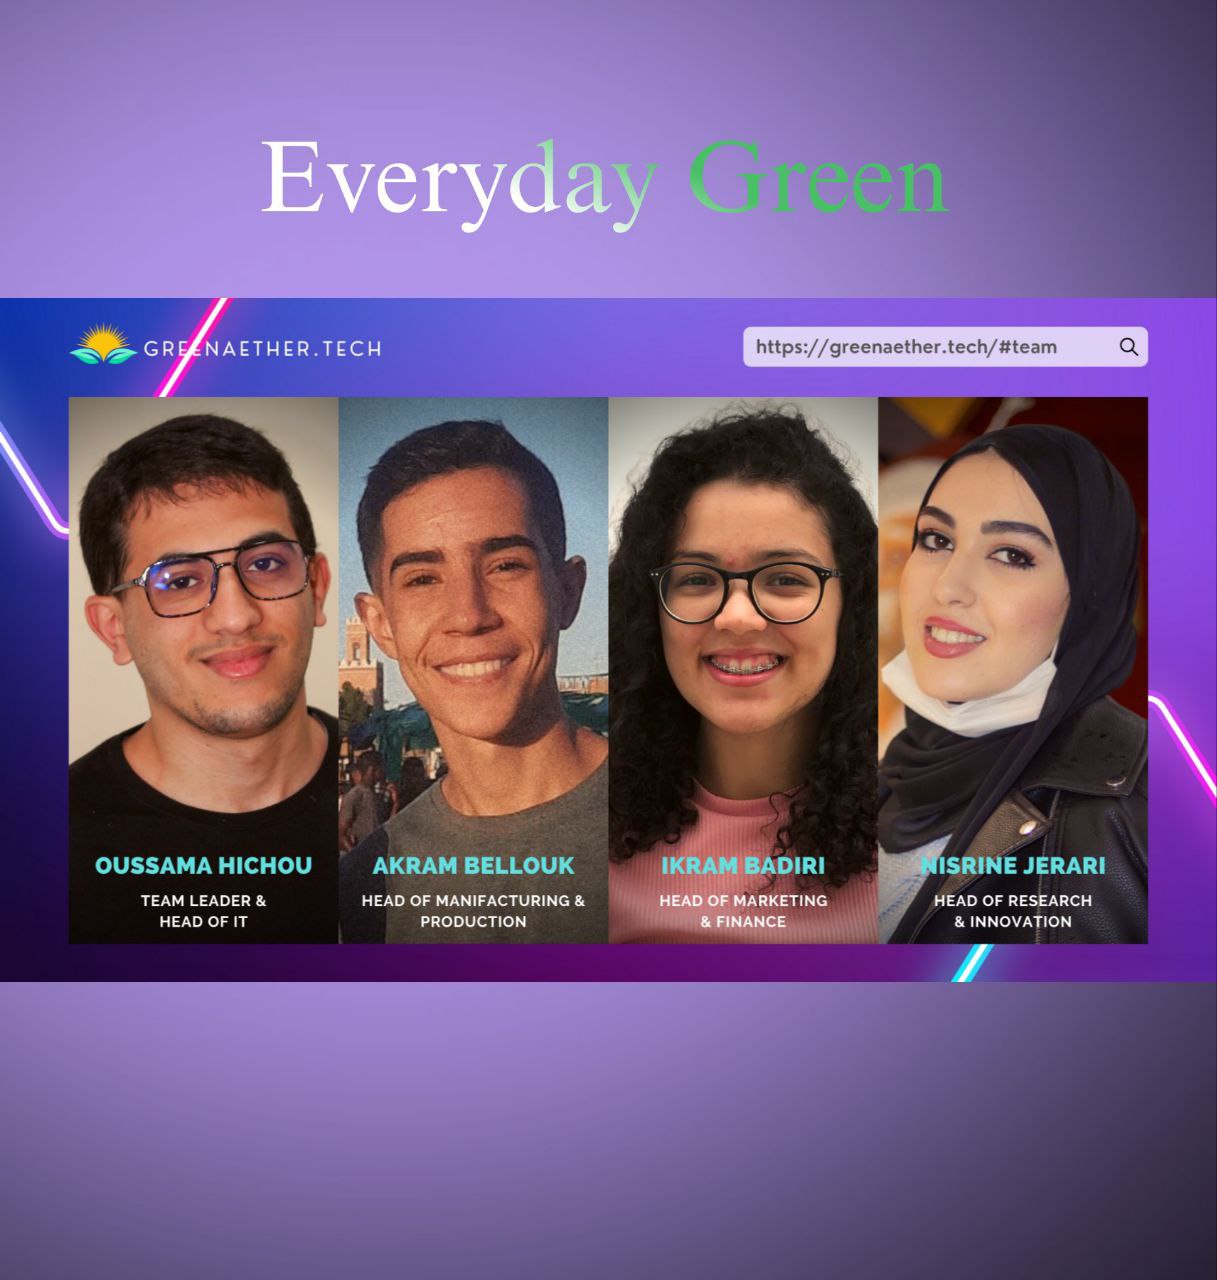 Everyday Green
GREENAETHER.TECH
https://greenaether.tech/#team
OUSSAMA HICHOU
TEAM LEADER &
HEAD OF IT
AKRAM BELLOUK
HEAD OF MANIFACTURING &
PRODUCTION
IKRAM BADIRI
HEAD OF MARKETING
& FINANCE
NISRINE JERARI
HEAD OF RESEARCH
& INNOVATION